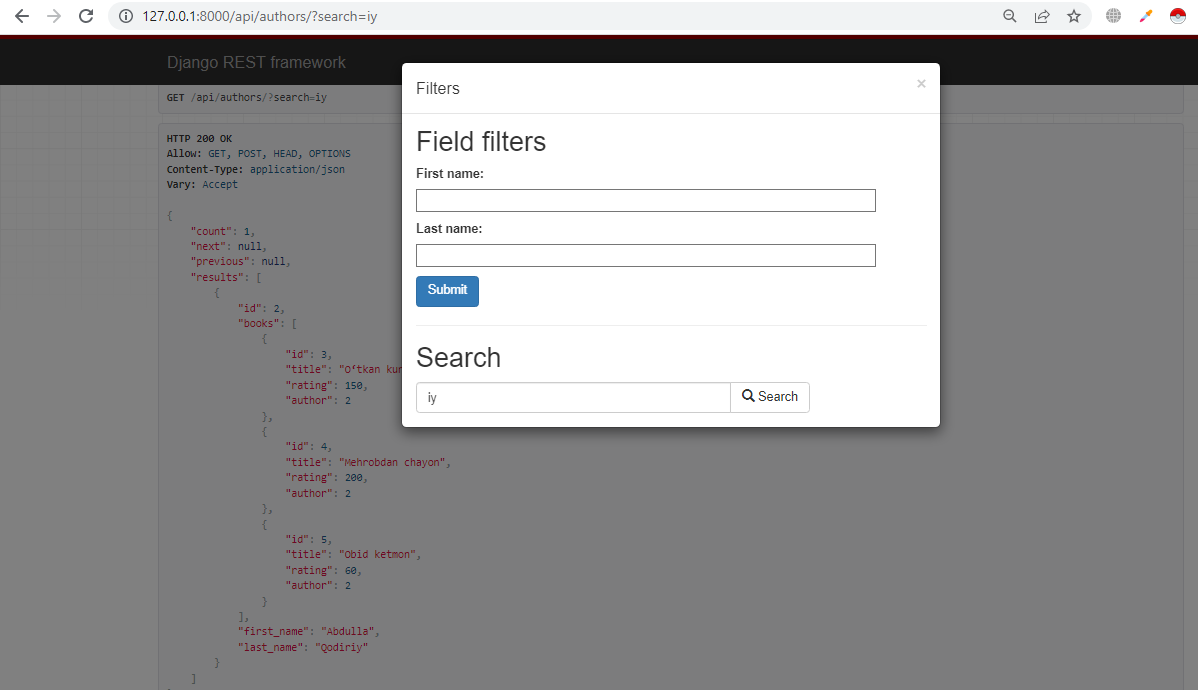 127.0.0.1:8000/api/authors/?search=iy
Django REST framework
GET /api/authors/?search=iy
HTTP 200 OK
Allow: GET, POST, HEAD, OPTIONS
Content-Type: application/json
Vary: Accept
{
"count": 1,
"next": null,
"previous": null,
"results": [
{
"id": 2,
"books": [
{
"id": 3,
"title": "O‘tkan kur
"rating": 150,
"author": 2
},
{
"id": 4,
"title": "Mehrobdan chayon",
"rating": 200,
"author": 2
},
{
"id": 5,
"title": "Obid ketmon",
"rating": 60,
"author": 2
}
],
"first_name": "Abdulla",
"last_name": "Qodiriy"
}
]
Filters ×
Field filters
First name:
Last name:
Submit
Search
iy Search